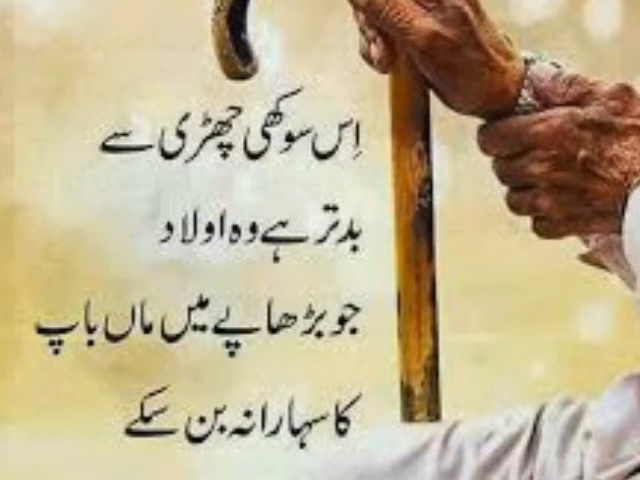 اِس سوکھی چھڑی سے
بدتر ہے وہ اولاد
جو بڑھاپے میں ماں باپ
کا سہارا نہ بن سکے